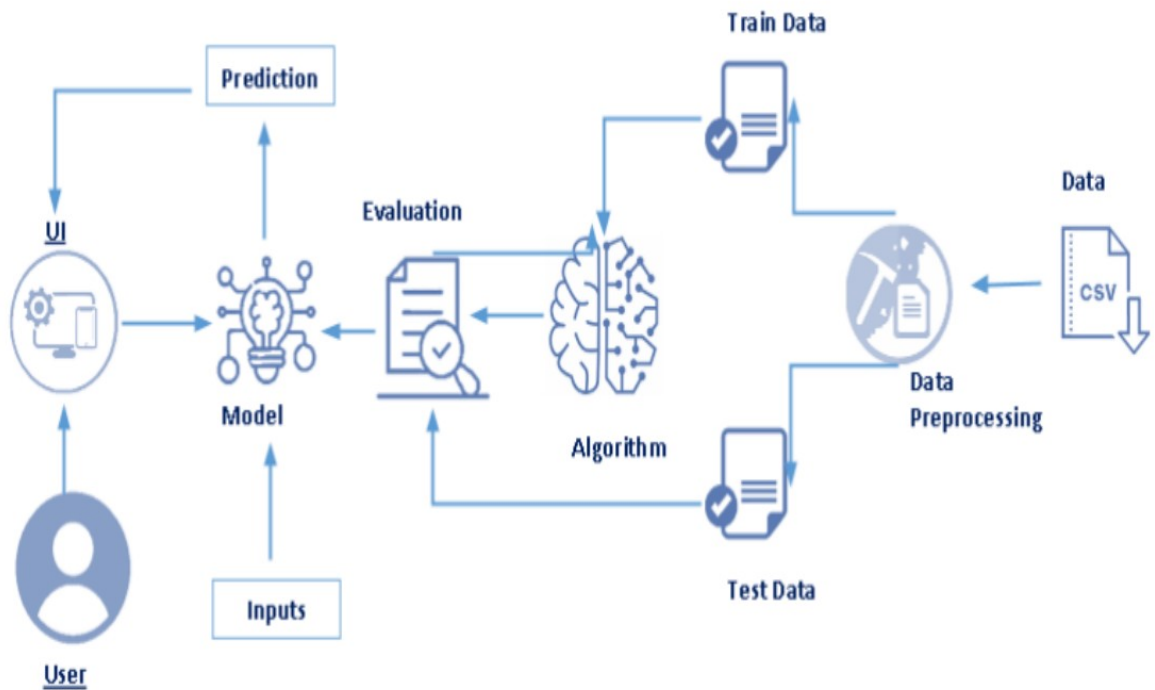 Train Data
Prediction
Data
Evaluation
UI
CSV
Data
Preprocessing
Model
Algorithm
Test Data
Inputs
User